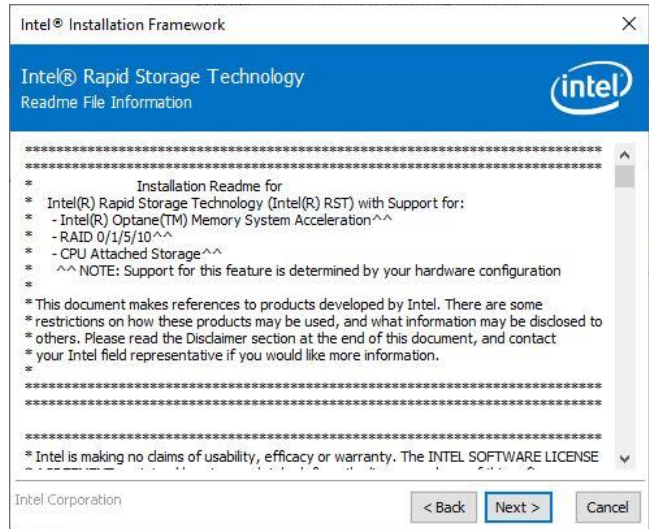 Intel® Installation Framework
Intel® Rapid Storage Technology
Readme File Information
intel
**************************************************************************
**************************************************************************
* Installation Readme for
* Intel(R) Rapid Storage Technology (Intel(R) RST) with Support for:
* - Intel(R) Optane(TM) Memory System Acceleration^^
* - RAID 0/1/5/10^^
* - CPU Attached Storage^^
* ^^ NOTE: Support for this feature is determined by your hardware configuration
*
* This document makes references to products developed by Intel. There are some
* restrictions on how these products may be used, and what information may be disclosed to
* others. Please read the Disclaimer section at the end of this document, and contact
* your Intel field representative if you would like more information.
*
**************************************************************************
**************************************************************************
**************************************************************************
* Intel is making no claims of usability, efficacy or warranty. The INTEL SOFTWARE LICENSE
Intel Corporation
< Back
Next >
Cancel